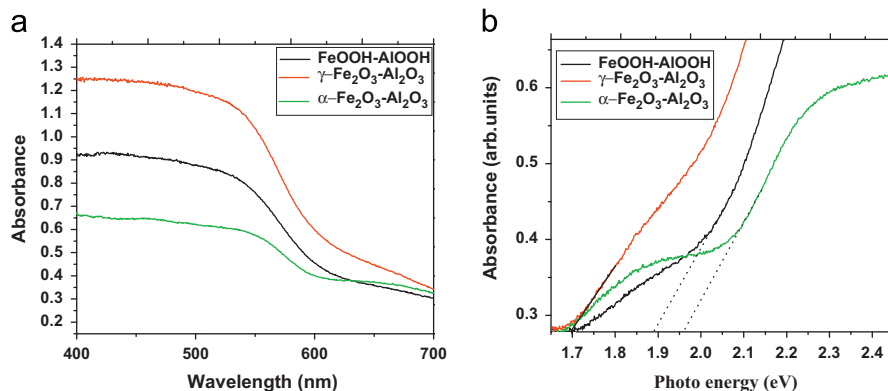 a
1.4
1.3
1.2
1.1
1.0
0.9
0.8
0.7
0.6
0.5
0.4
0.3
0.2
Absorbance
FeOOH-AlOOH
γ–Fe₂O₃-Al₂O₃
α–Fe₂O₃-Al₂O₃
400
500
600
700
Wavelength (nm)
b
0.6
0.5
0.4
0.3
Absorbance (arb.units)
FeOOH-AlOOH
γ–Fe₂O₃-Al₂O₃
α–Fe₂O₃-Al₂O₃
1.7
1.8
1.9
2.0
2.1
2.2
2.3
2.4
Photo energy (eV)